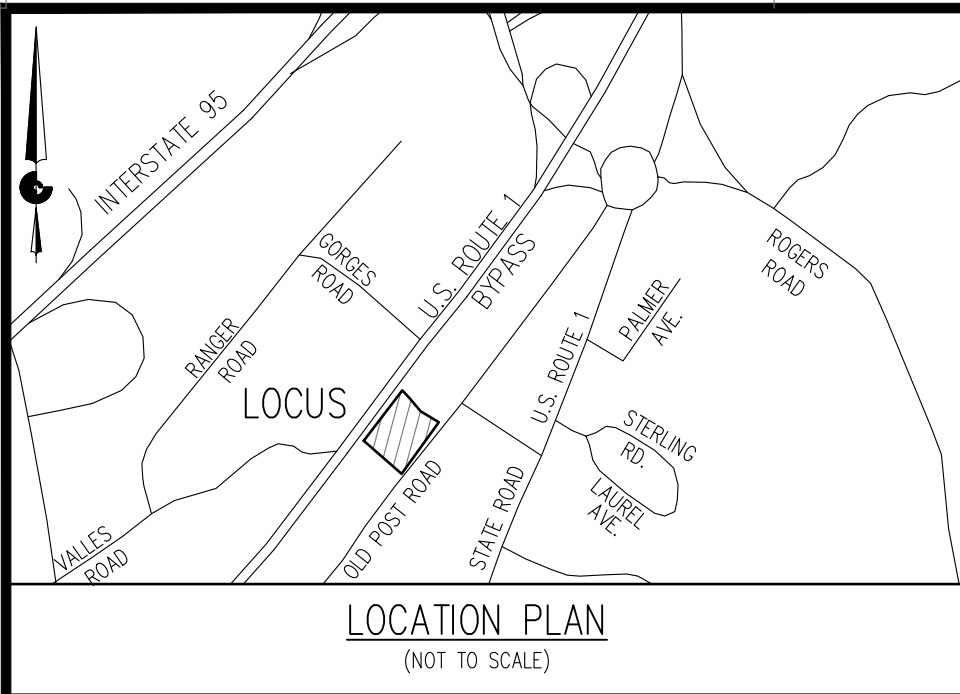 INTERSTATE 95
GORGES
ROAD
U.S. ROUTE 1
BYPASS
ROGERS
ROAD
RANGER
ROAD
PALMER
AVE.
U.S. ROUTE 1
LOCUS
STERLING
RD.
LAUREL
AVE.
OLD POST ROAD
STATE ROAD
VALLES
ROAD
LOCATION PLAN
(NOT TO SCALE)